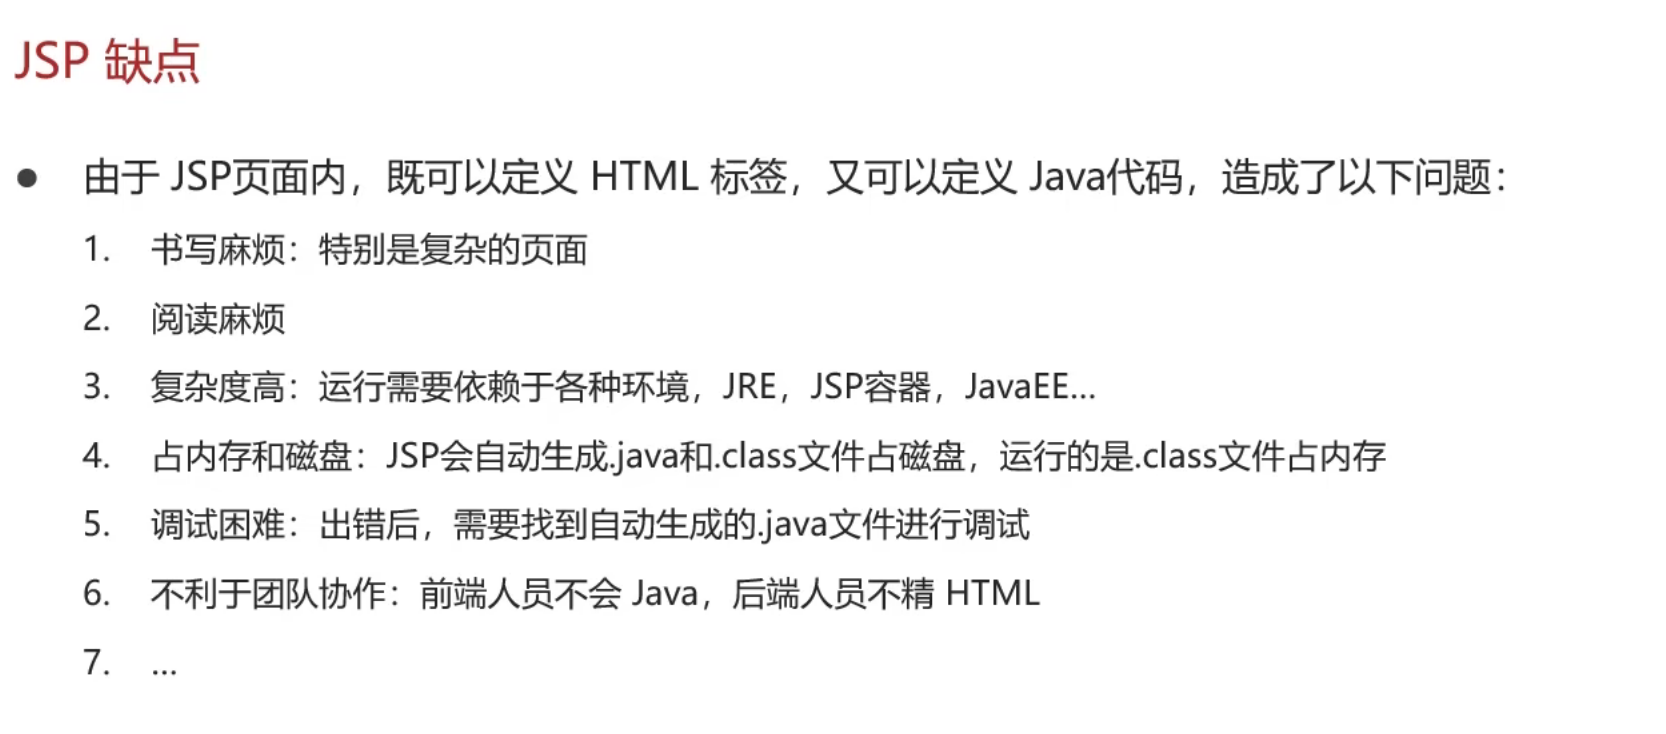 JSP 缺点
● 由于 JSP页面内，既可以定义 HTML 标签，又可以定义 Java代码，造成了以下问题：
1. 书写麻烦：特别是复杂的页面
2. 阅读麻烦
3. 复杂度高：运行需要依赖于各种环境，JRE，JSP容器，JavaEE...
4. 占内存和磁盘：JSP会自动生成.java和.class文件占磁盘，运行的是.class文件占内存
5. 调试困难：出错后，需要找到自动生成的.java文件进行调试
6. 不利于团队协作：前端人员不会 Java，后端人员不精 HTML
7. ...